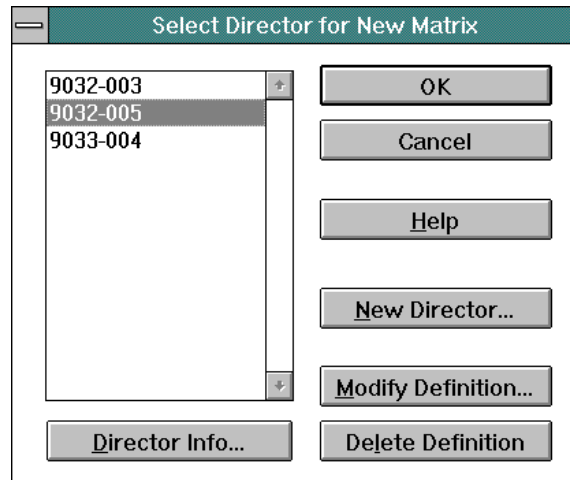 Select Director for New Matrix
9032-003
9032-005
9033-004
OK
Cancel
Help
New Director...
Modify Definition...
Director Info...
Delete Definition